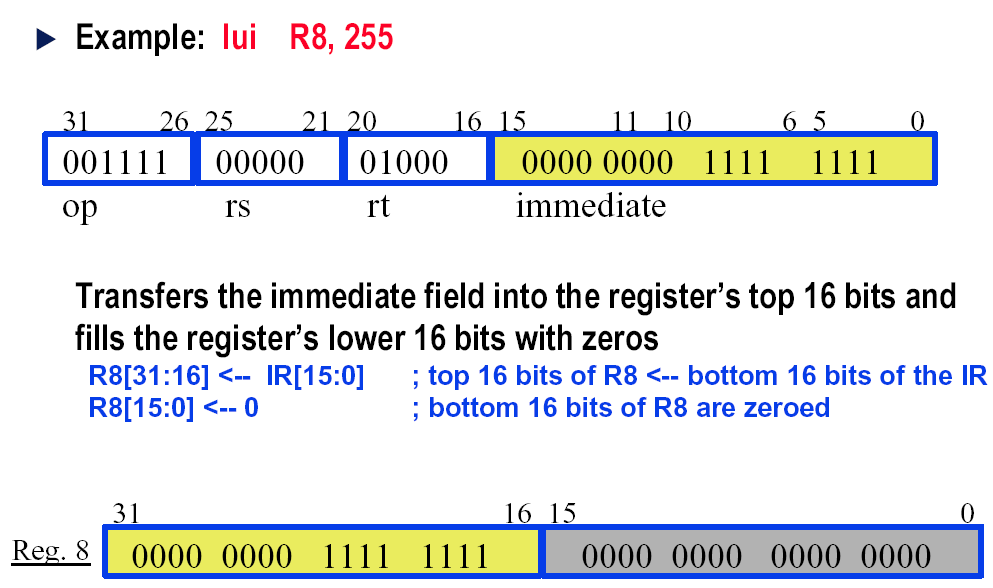 ► Example: lui R8, 255
31 26 25 21 20 16 15 11 10 6 5 0
001111 00000 01000 0000 0000 1111 1111
op rs rt immediate
Transfers the immediate field into the register's top 16 bits and
fills the register's lower 16 bits with zeros
R8[31:16] <-- IR[15:0] ; top 16 bits of R8 <-- bottom 16 bits of the IR
R8[15:0] <-- 0 ; bottom 16 bits of R8 are zeroed
31 16 15 0
Reg. 8 0000 0000 1111 1111 0000 0000 0000 0000